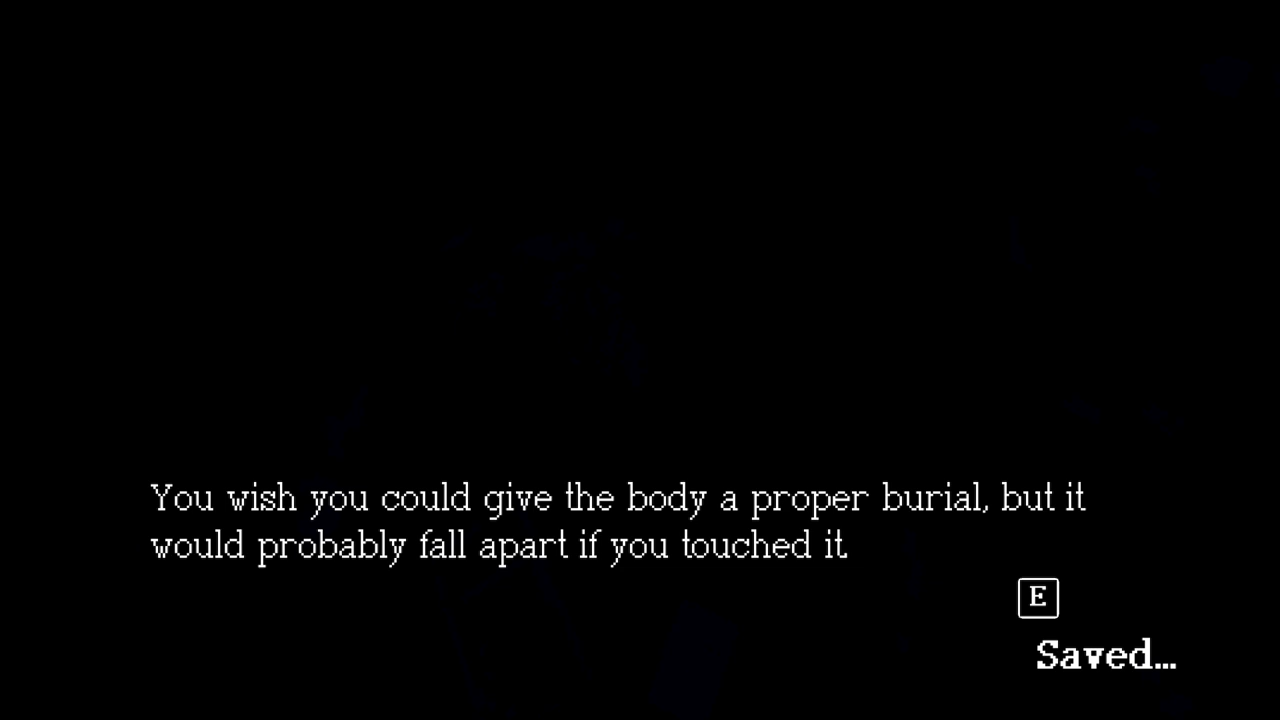 You wish you could give the body a proper burial, but it
would probably fall apart if you touched it.
E
Saved...